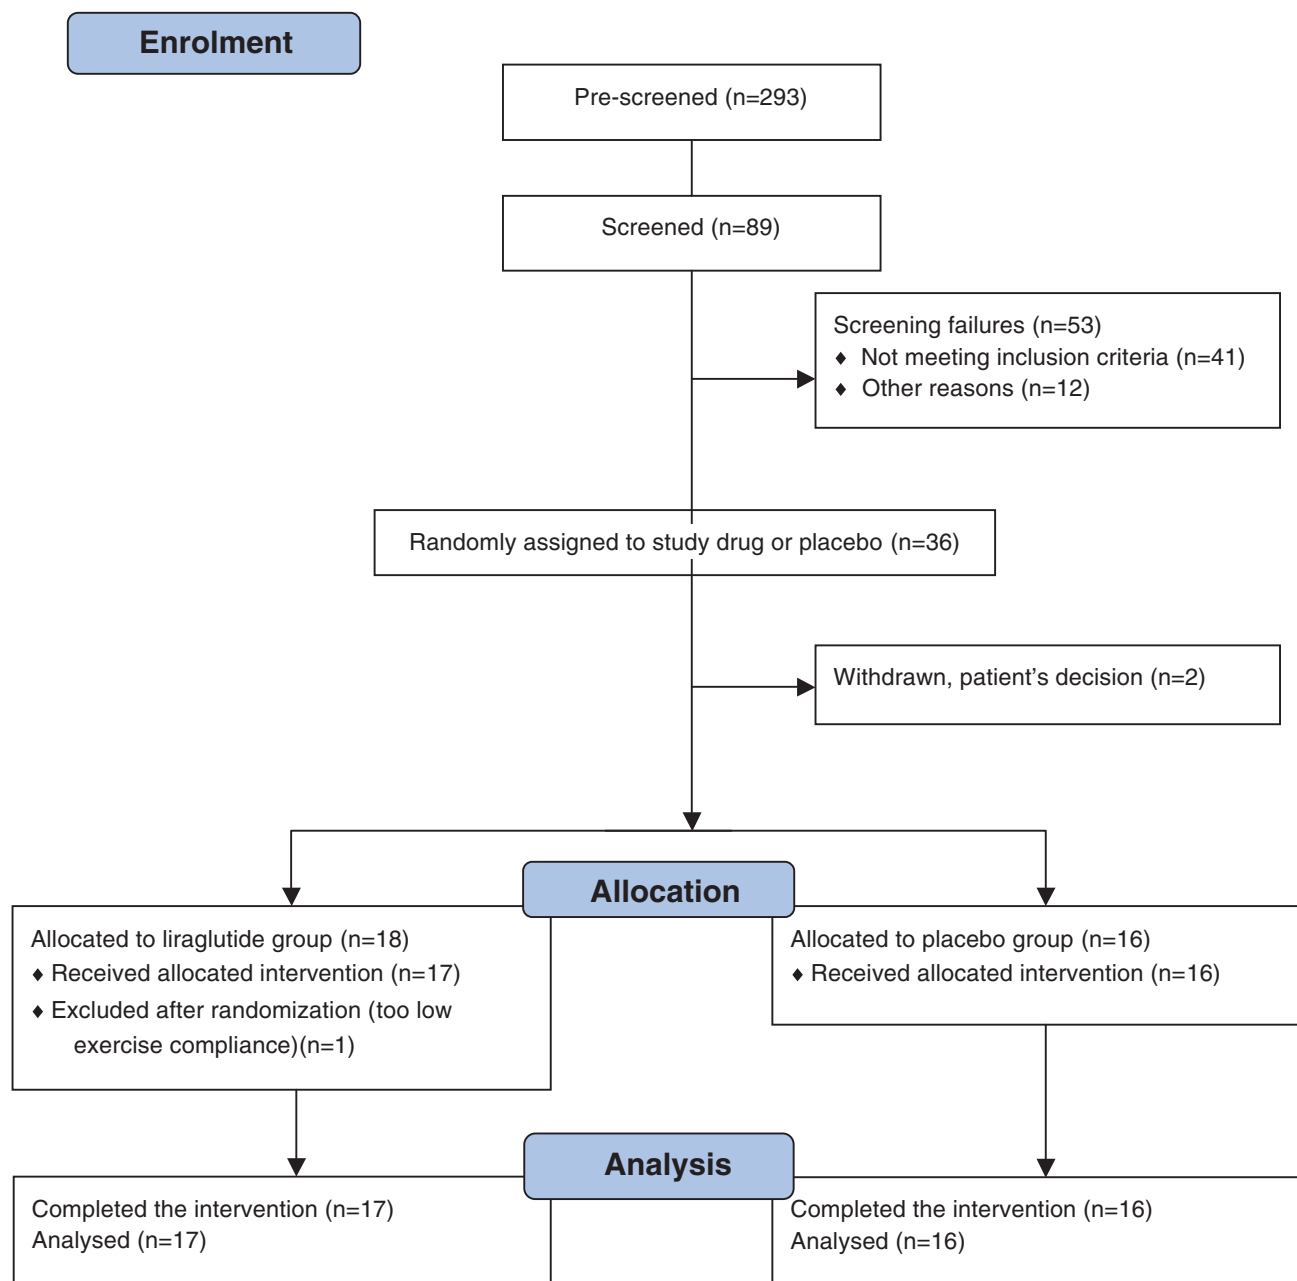 Enrolment
Pre-screened (n=293)
Screened (n=89)
Screening failures (n=53)
♦ Not meeting inclusion criteria (n=41)
♦ Other reasons (n=12)
Randomly assigned to study drug or placebo (n=36)
Withdrawn, patient’s decision (n=2)
Allocation
Allocated to liraglutide group (n=18)
♦ Received allocated intervention (n=17)
♦ Excluded after randomization (too low
exercise compliance)(n=1)
Allocated to placebo group (n=16)
♦ Received allocated intervention (n=16)
Analysis
Completed the intervention (n=17)
Analysed (n=17)
Completed the intervention (n=16)
Analysed (n=16)